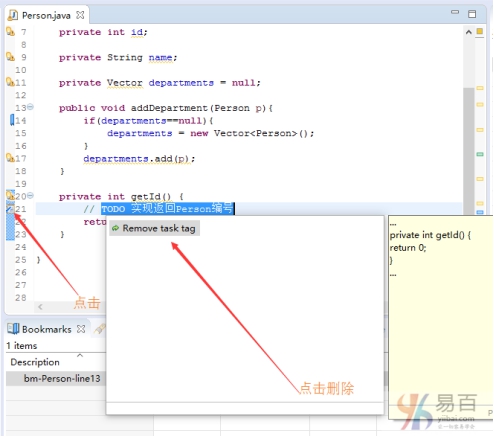 Person.java
7 private int id;
8
9 private String name;
10
11 private Vector departments = null;
12
13 public void addDepartment(Person p){
14 if(departments==null){
15 departments = new Vector<Person>();
16 }
17 departments.add(p);
18 }
19
20 private int getId() {
21 // TODO 实现返回Person编号
22 retu
23 }
24
25 }
26
27
28
Remove task tag
...
private int getId() {
return 0;
}
...
点击
点击删除
Bookmarks
1 items
Description
bm-Person-line13
易百
yiibai.com
P